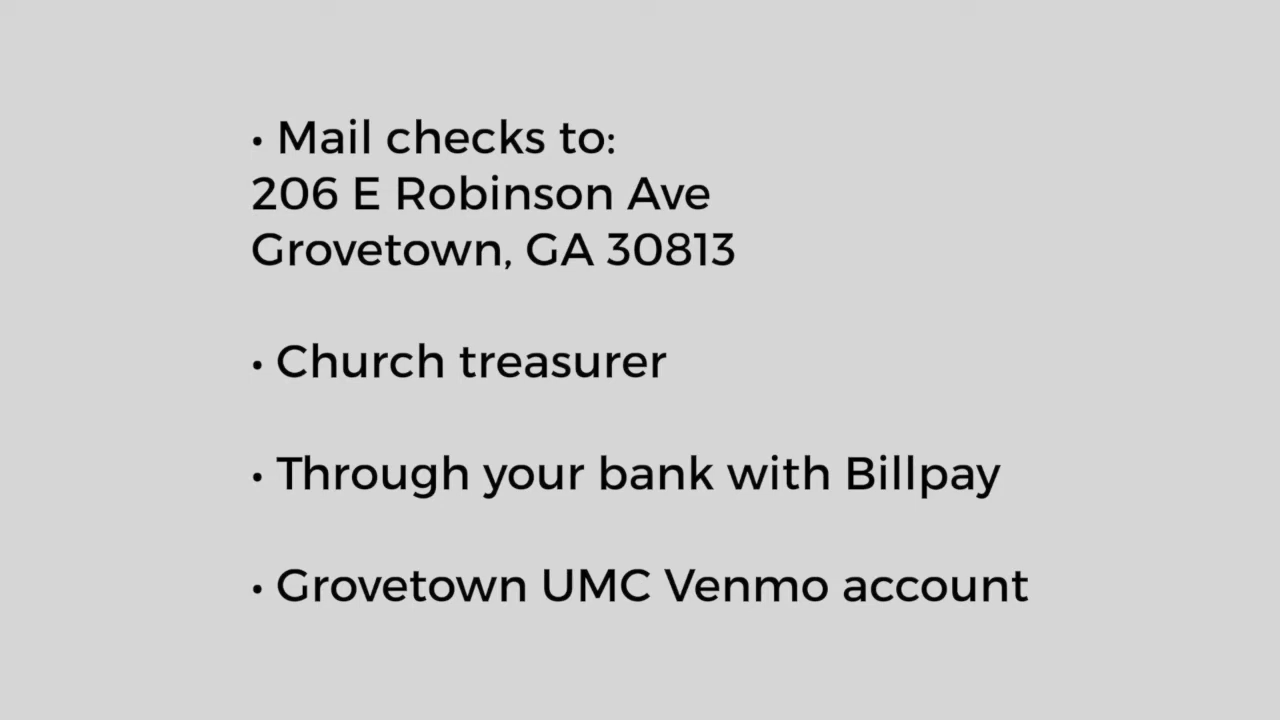 • Mail checks to:
206 E Robinson Ave
Grovetown, GA 30813
• Church treasurer
• Through your bank with Billpay
• Grovetown UMC Venmo account